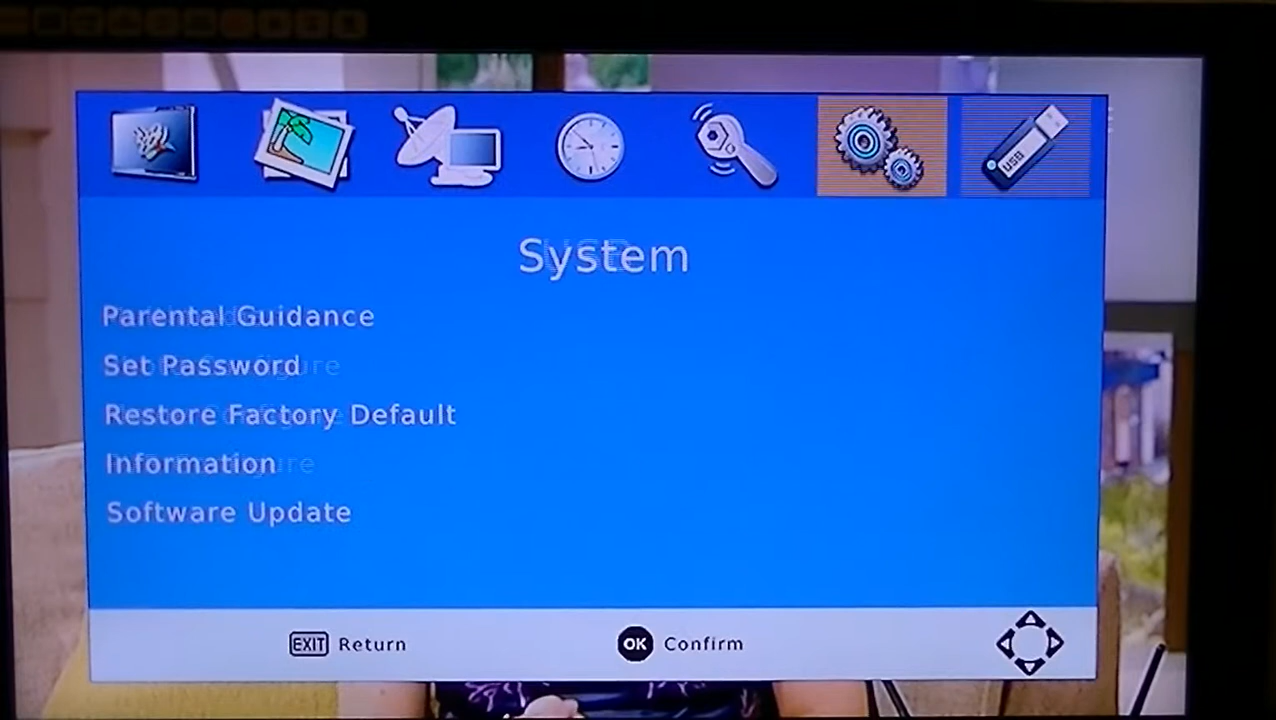 USB
System
Parental Guidance
Set Password
Restore Factory Default
Information
Software Update
EXIT Return
OK Confirm